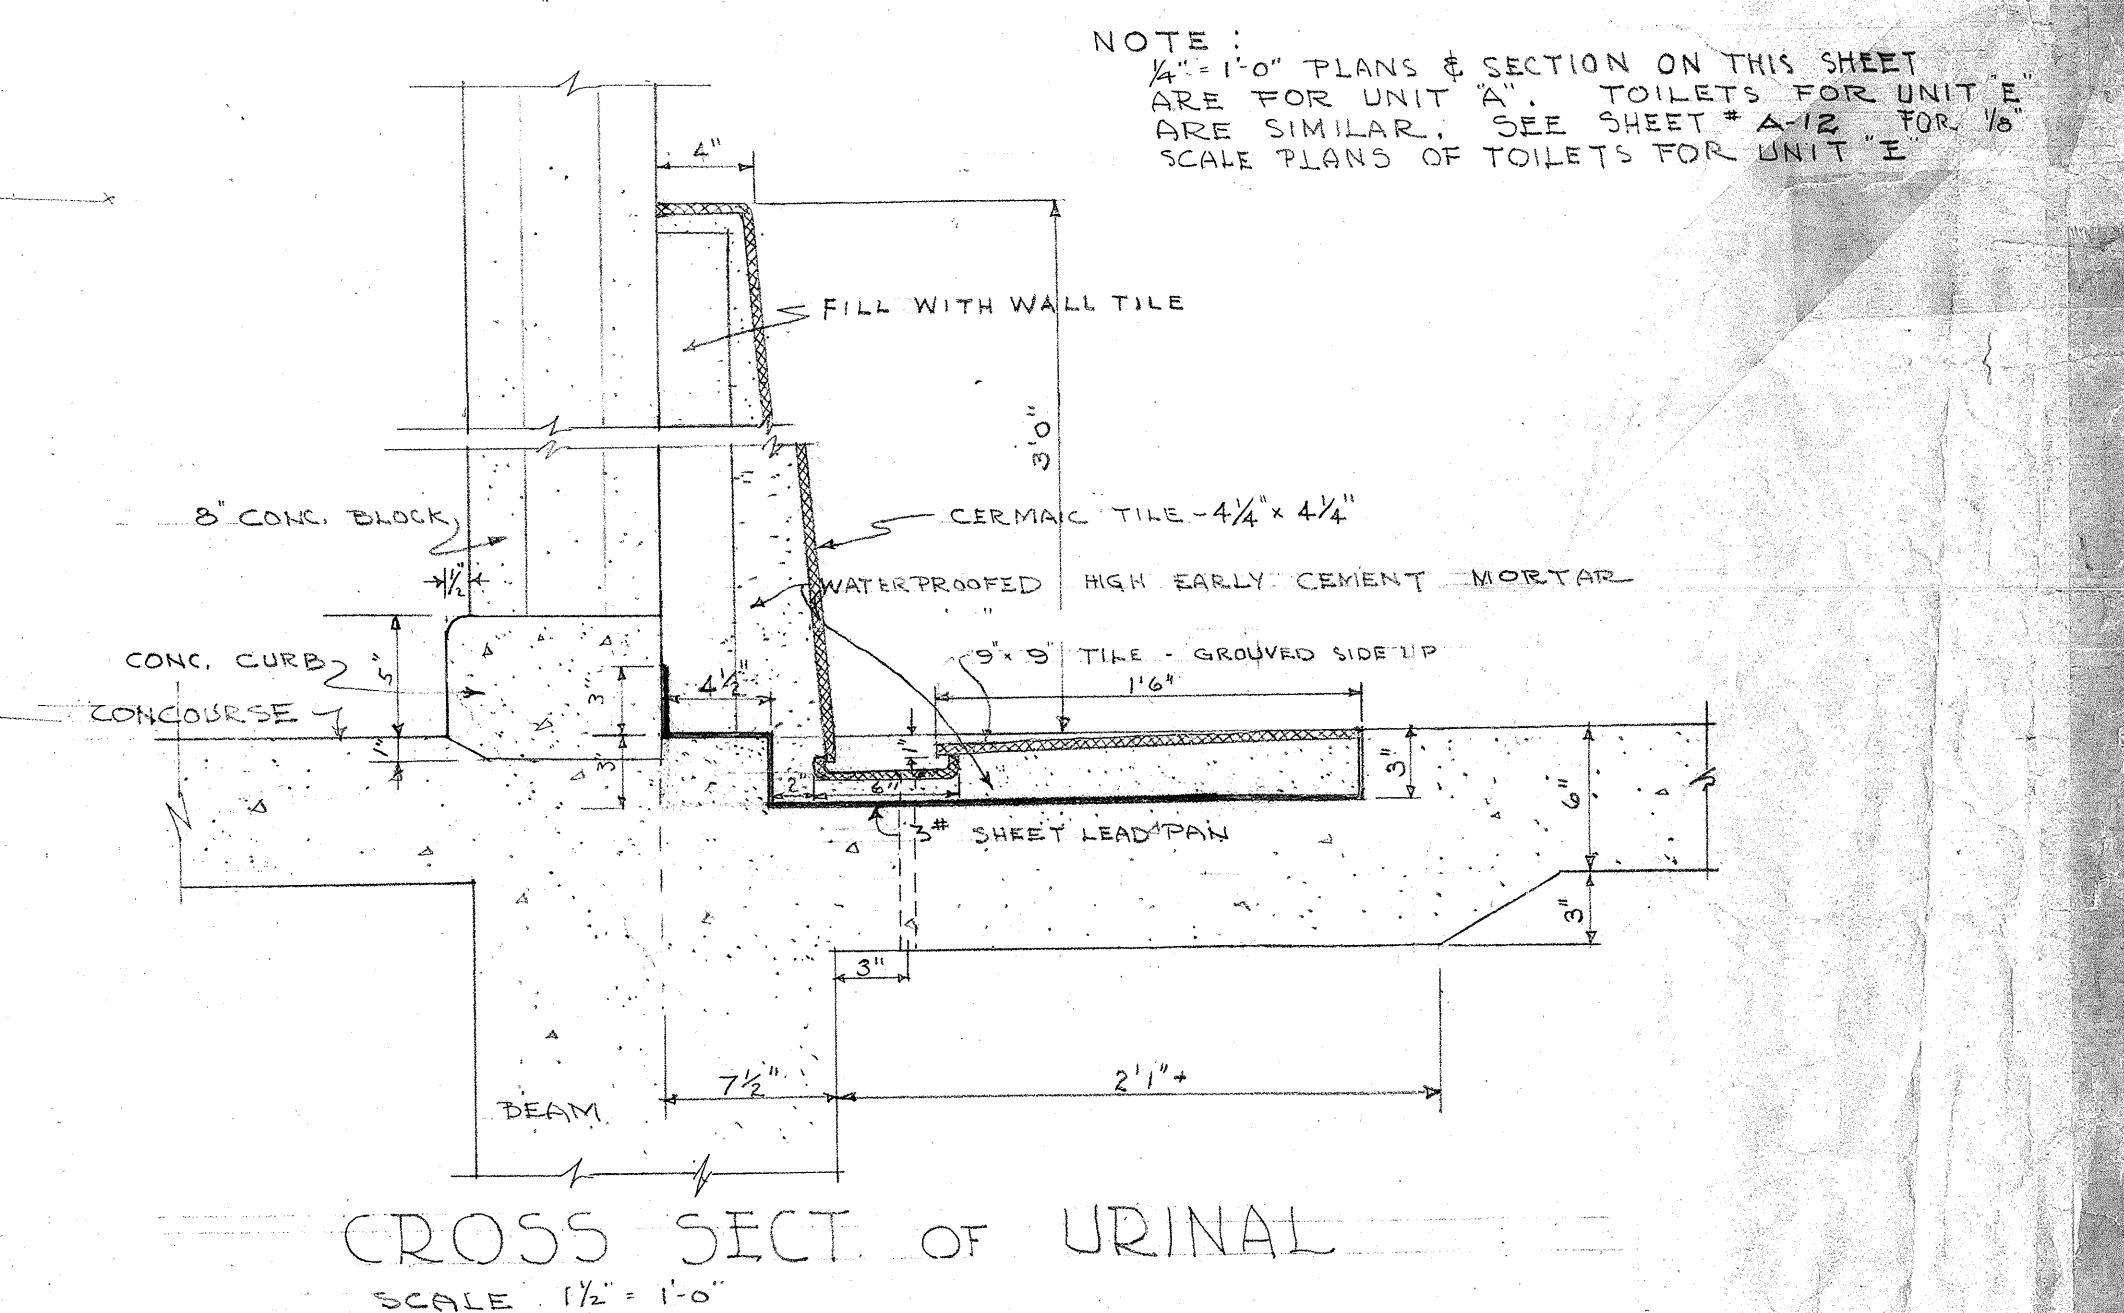 NOTE :
1/4" = 1'-0" PLANS & SECTION ON THIS SHEET
ARE FOR UNIT "A". TOILETS FOR UNIT "E"
ARE SIMILAR. SEE SHEET # A-12 FOR 1/8"
SCALE PLANS OF TOILETS FOR UNIT "E"
4"
FILL WITH WALL TILE
3'0"
8" CONC. BLOCK
CERMAIC TILE - 4 1/4" x 4 1/4"
1/2"
WATERPROOFED HIGH EARLY CEMENT MORTAR
CONC. CURB
5"
3"
4 1/2"
9" x 9" TILE - GROUVED SIDE UP
1'6"
CONCOURSE
1"
3"
1"
2"
6"
3"
6"
3# SHEET LEAD PAN
3"
3"
7 1/2"
2'1"+
BEAM
CROSS SECT. OF URINAL
SCALE 1 1/2" = 1'-0"